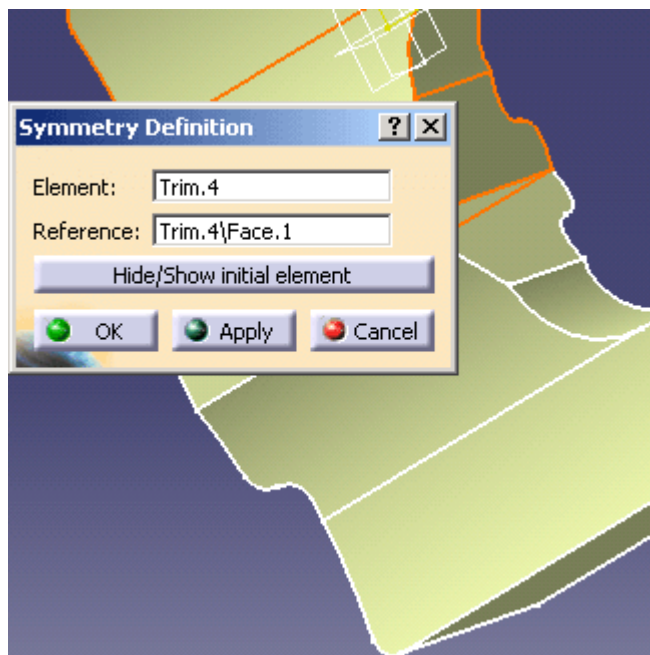 Symmetry Definition ? X
Element: Trim.4
Reference: Trim.4\Face.1
Hide/Show initial element
OK Apply Cancel